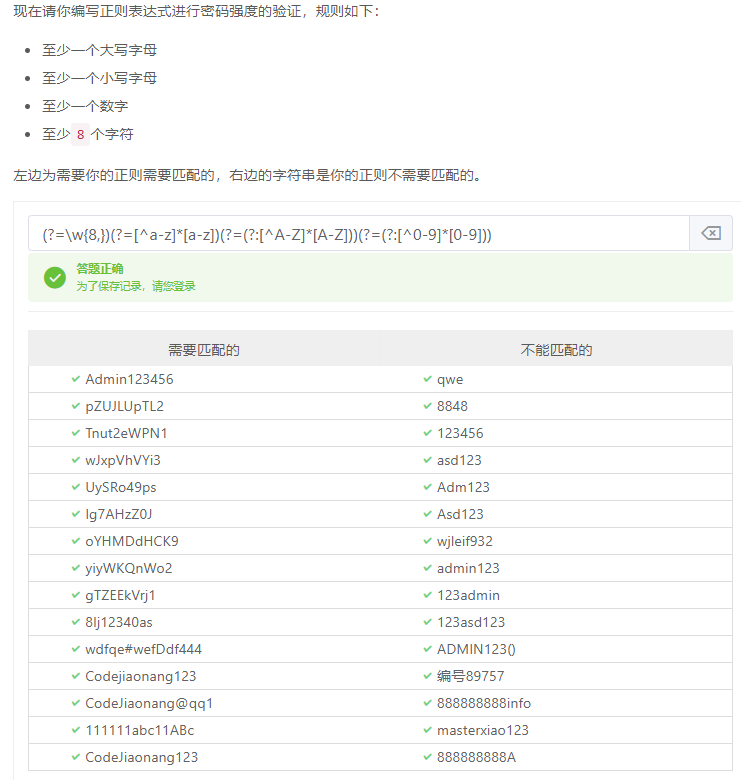 现在请你编写正则表达式进行密码强度的验证，规则如下：
至少一个大写字母
至少一个小写字母
至少一个数字
至少 8 个字符
左边为需要你的正则需要匹配的，右边的字符串是你的正则不需要匹配的。
(?=\w{8,})(?=[^a-z]*[a-z])(?=(?:[^A-Z]*[A-Z]))(?=(?:[^0-9]*[0-9]))
答题正确
为了保存记录，请您登录
需要匹配的 不能匹配的
Admin123456 qwe
pZUJLUpTL2 8848
Tnut2eWPN1 123456
wJxpVhVYi3 asd123
UySRo49ps Adm123
Ig7AHzZ0J Asd123
oYHMDdHCK9 wjleif932
yiyWKQnWo2 admin123
gTZEEkVrj1 123admin
8Ij12340as 123asd123
wdfqe#wefDdf444 ADMIN123()
Codejiaonang123 编号89757
CodeJiaonang@qq1 888888888info
111111abc11ABc masterxiao123
CodeJiaonang123 888888888A